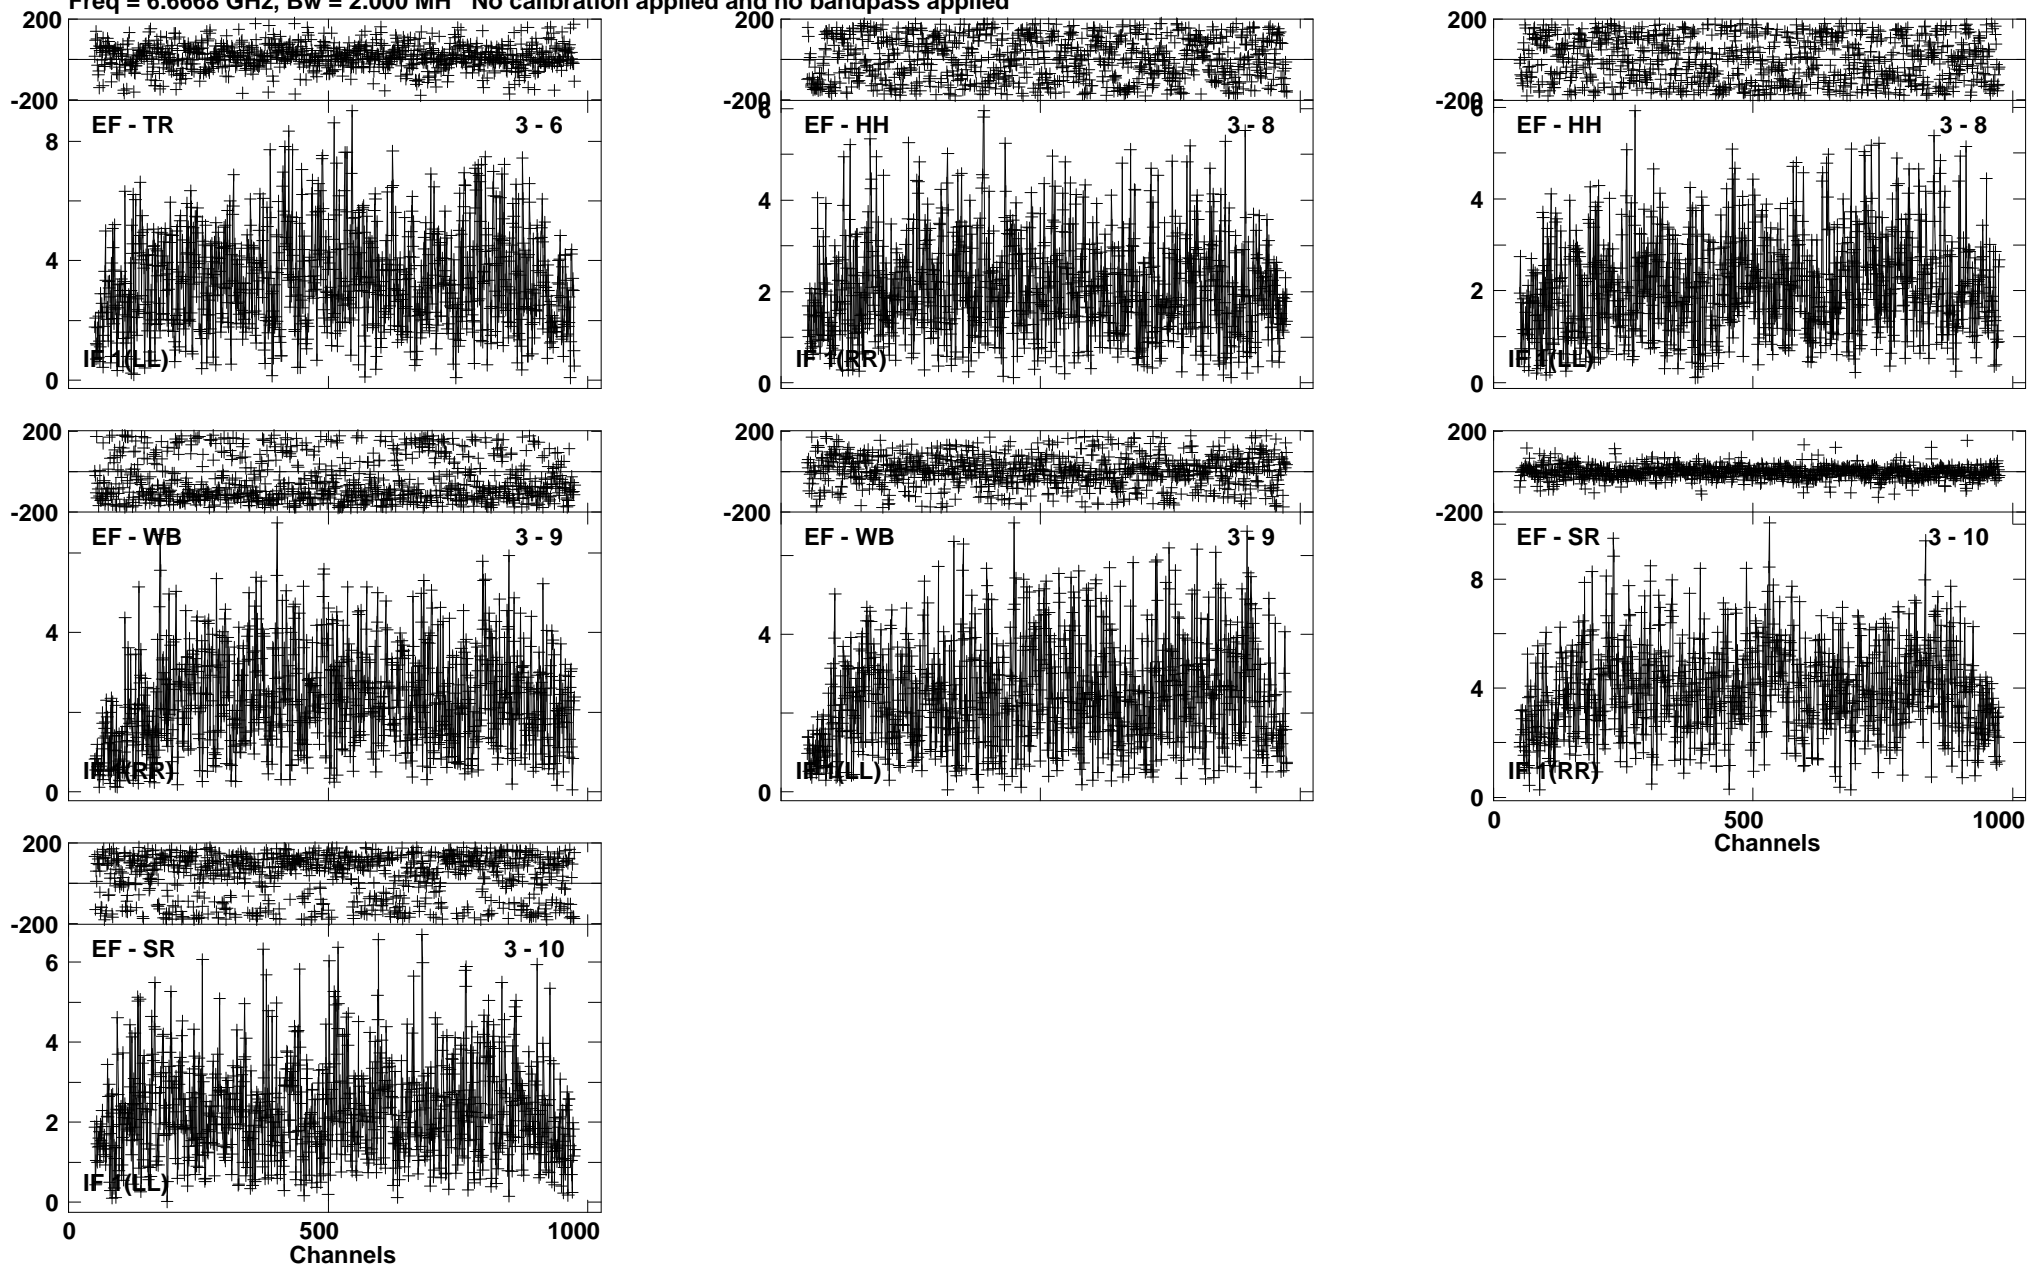 Freq = 6.6668 GHz, Bw = 2.000 MH No calibration applied and no bandpass applied
200
-200
EF - TR 3 - 6
8
4
0
IF 1(LL)
200
-200
6
EF - HH 3 - 8
4
2
0
IF 1(RR)
200
-200
6
EF - HH 3 - 8
4
2
0
IF 1(LL)
200
-200
EF - WB 3 - 9
4
0
IF 1(RR)
200
-200
EF - WB 3 - 9
4
0
IF 1(LL)
200
-200
EF - SR 3 - 10
8
4
0
IF 1(RR)
0 500 1000
Channels
200
-200
EF - SR 3 - 10
6
4
2
0
IF 1(LL)
0 500 1000
Channels